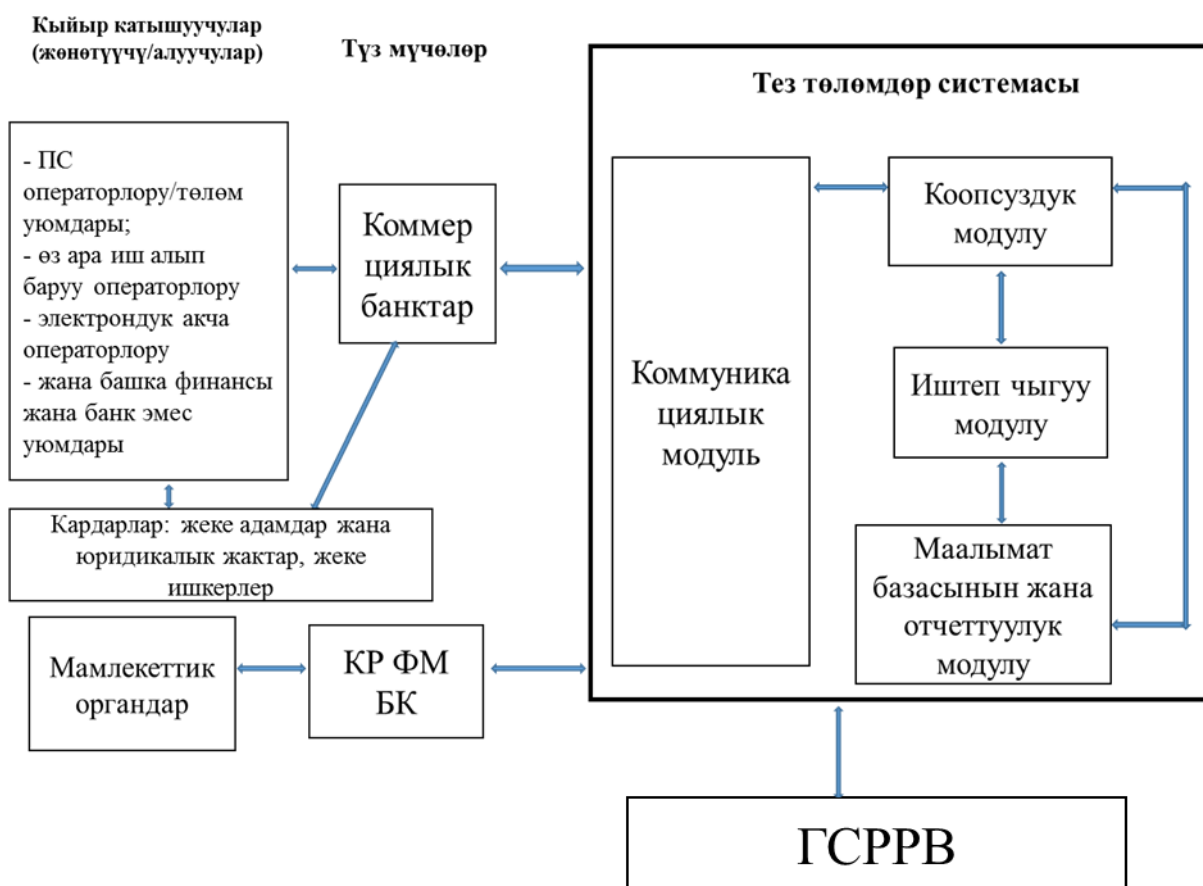 Кыйыр катышуучулар
(жөнөтүүчү/алуучулар)
Түз мүчөлөр
Тез төлөмдөр системасы
- ПС
операторлору/төлөм
уюмдары;
- өз ара иш алып
баруу операторлору
- электрондук акча
операторлору
- жана башка финансы
жана банк эмес
уюмдары
Коммер
циялык
банктар
Коммуника
циялык
модуль
Коопсуздук
модулу
Иштеп чыгуу
модулу
Маалымат
базасынын жана
отчеттуулук
модулу
Кардарлар: жеке адамдар жана
юридикалык жактар, жеке
ишкерлер
Мамлекеттик
органдар
КР ФМ
БК
ГСРРВ